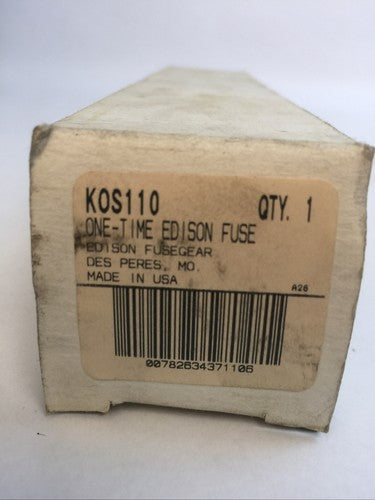 KOS110 QTY. 1
ONE-TIME EDISON FUSE
EDISON FUSEGEAR
DES PERES, MO.
MADE IN USA
A26
00782634371106